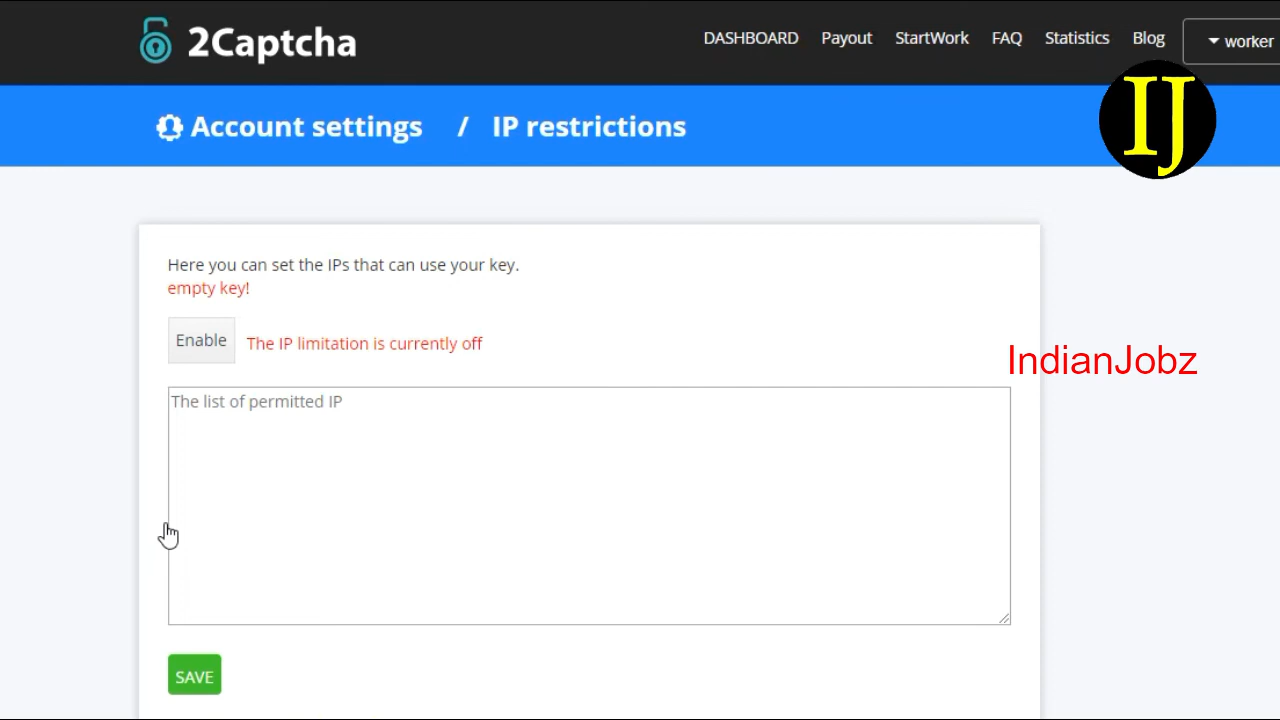 2Captcha
DASHBOARD Payout StartWork FAQ Statistics Blog worker
IJ
Account settings / IP restrictions
Here you can set the IPs that can use your key.
empty key!
Enable The IP limitation is currently off
IndianJobz
The list of permitted IP
SAVE